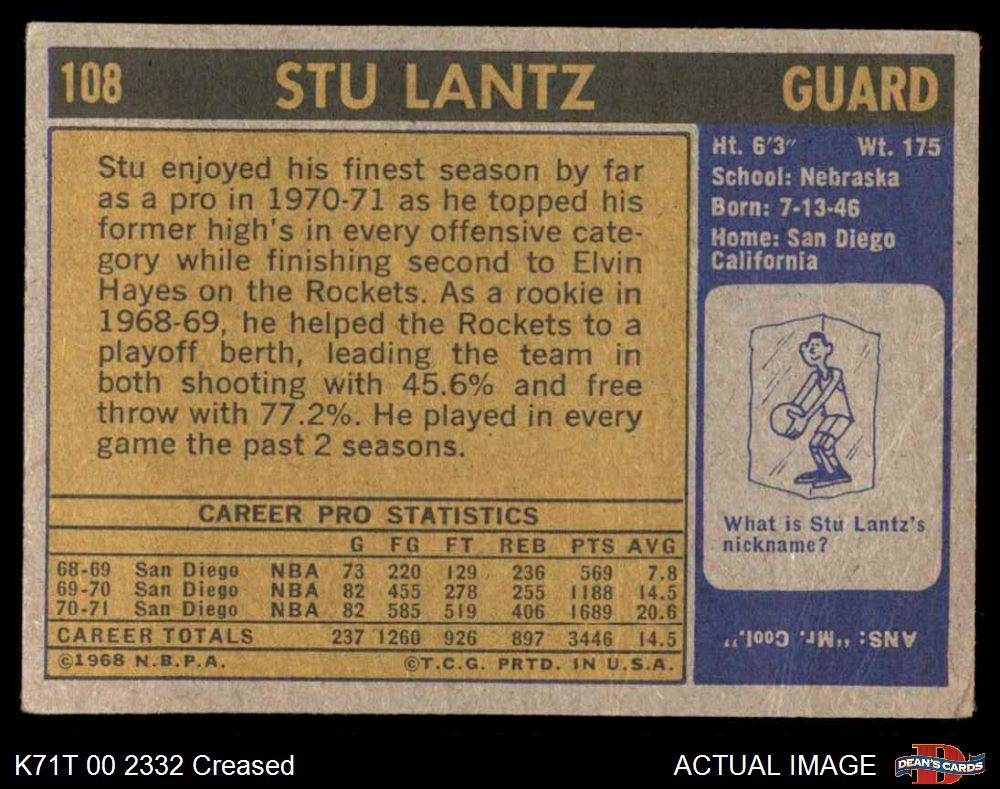 108 STU LANTZ GUARD
Stu enjoyed his finest season by far
as a pro in 1970-71 as he topped his
former high's in every offensive cate-
gory while finishing second to Elvin
Hayes on the Rockets. As a rookie in
1968-69, he helped the Rockets to a
playoff berth, leading the team in
both shooting with 45.6% and free
throw with 77.2%. He played in every
game the past 2 seasons.
Ht. 6'3" Wt. 175
School: Nebraska
Born: 7-13-46
Home: San Diego
California
What is Stu Lantz's
nickname?
ANS: "Mr. Cool."
CAREER PRO STATISTICS
G FG FT REB PTS AVG
68-69 San Diego NBA 73 220 129 236 569 7.8
69-70 San Diego NBA 82 455 278 255 1188 14.5
70-71 San Diego NBA 82 585 519 406 1689 20.6
CAREER TOTALS 237 1260 926 897 3446 14.5
©1968 N.B.P.A. ©T.C.G. PRTD. IN U.S.A.
K71T 00 2332 Creased ACTUAL IMAGE DEAN'S CARDS